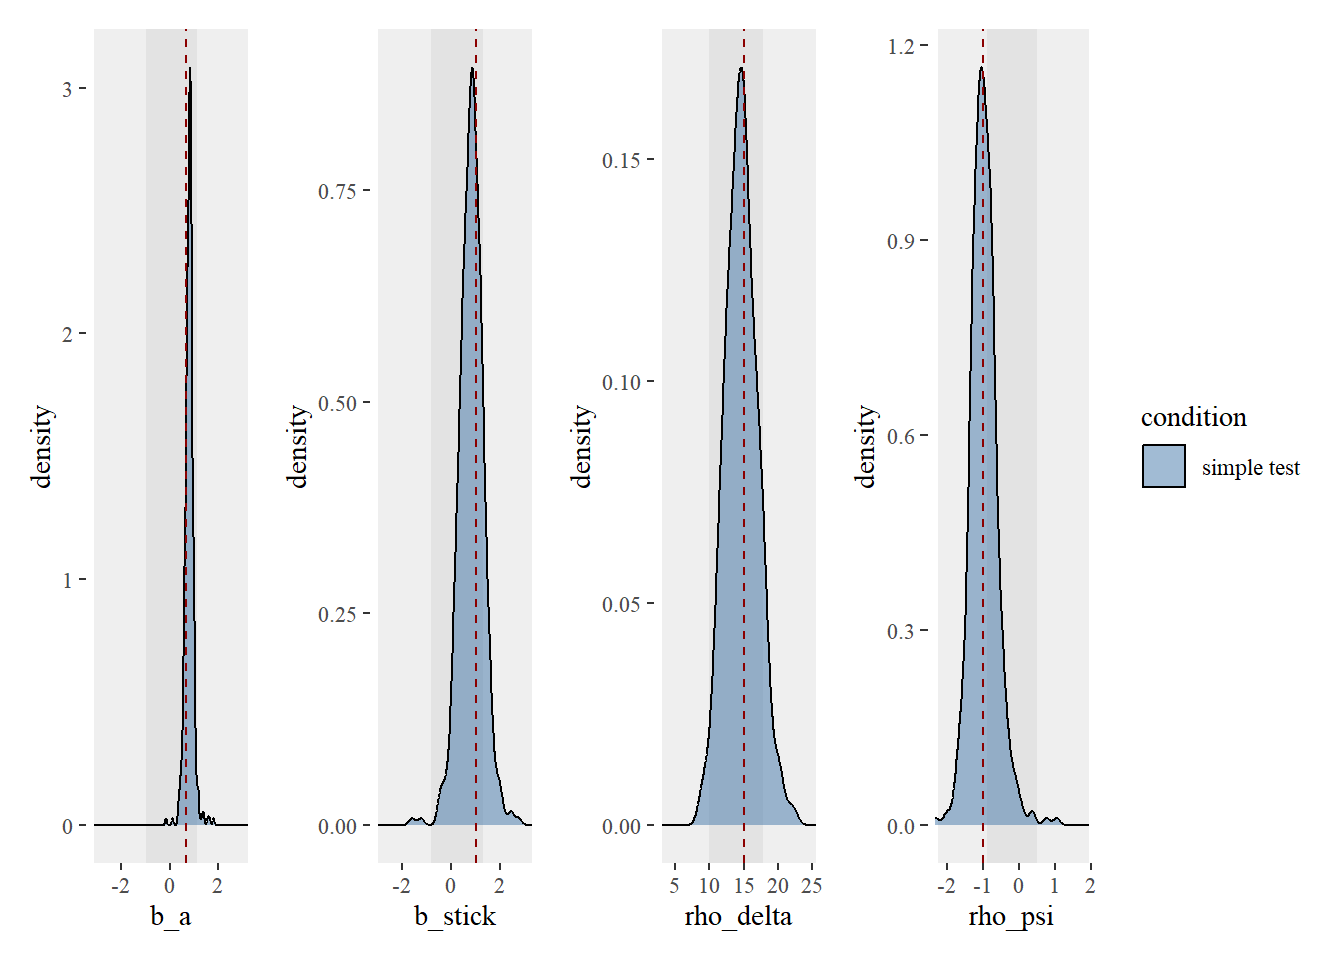 3
2
1
0
density
-2 0 2
b_a
0.75
0.50
0.25
0.00
density
-2 0 2
b_stick
0.15
0.10
0.05
0.00
density
5 10 15 20 25
rho_delta
1.2
0.9
0.6
0.3
0.0
density
-2 -1 0 1 2
rho_psi
condition
simple test